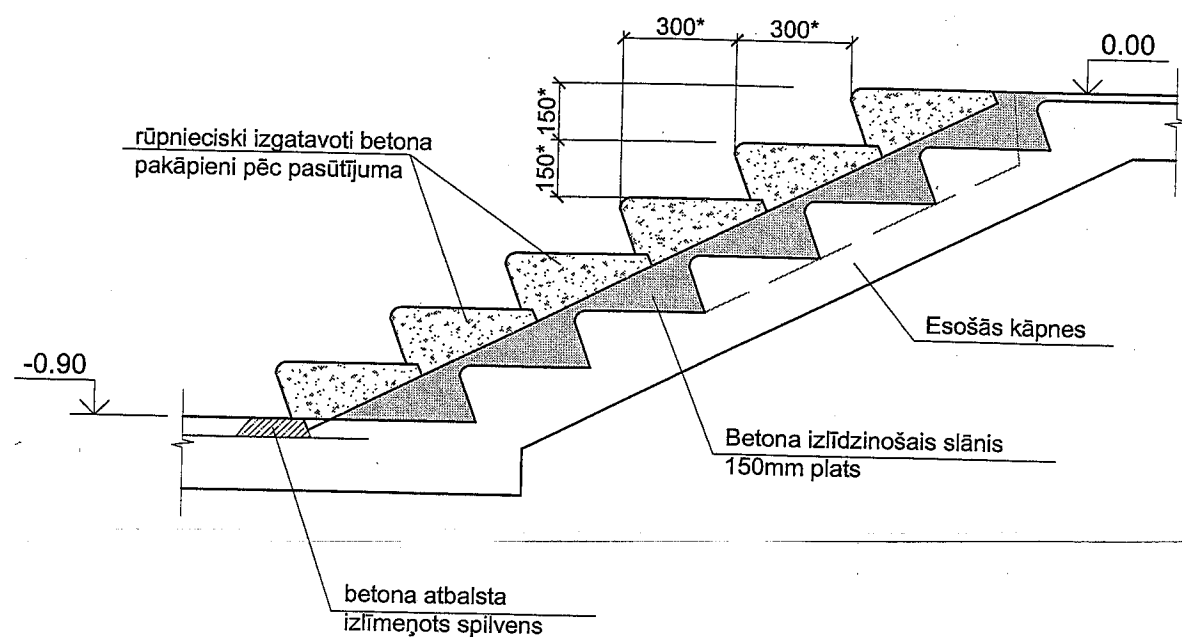 300*
300*
0.00
150*
150*
rūpnieciski izgatavoti betona
pakāpieni pēc pasūtījuma
Esošās kāpnes
-0.90
Betona izlīdzinošais slānis
150mm plats
betona atbalsta
izlīmeņots spilvens